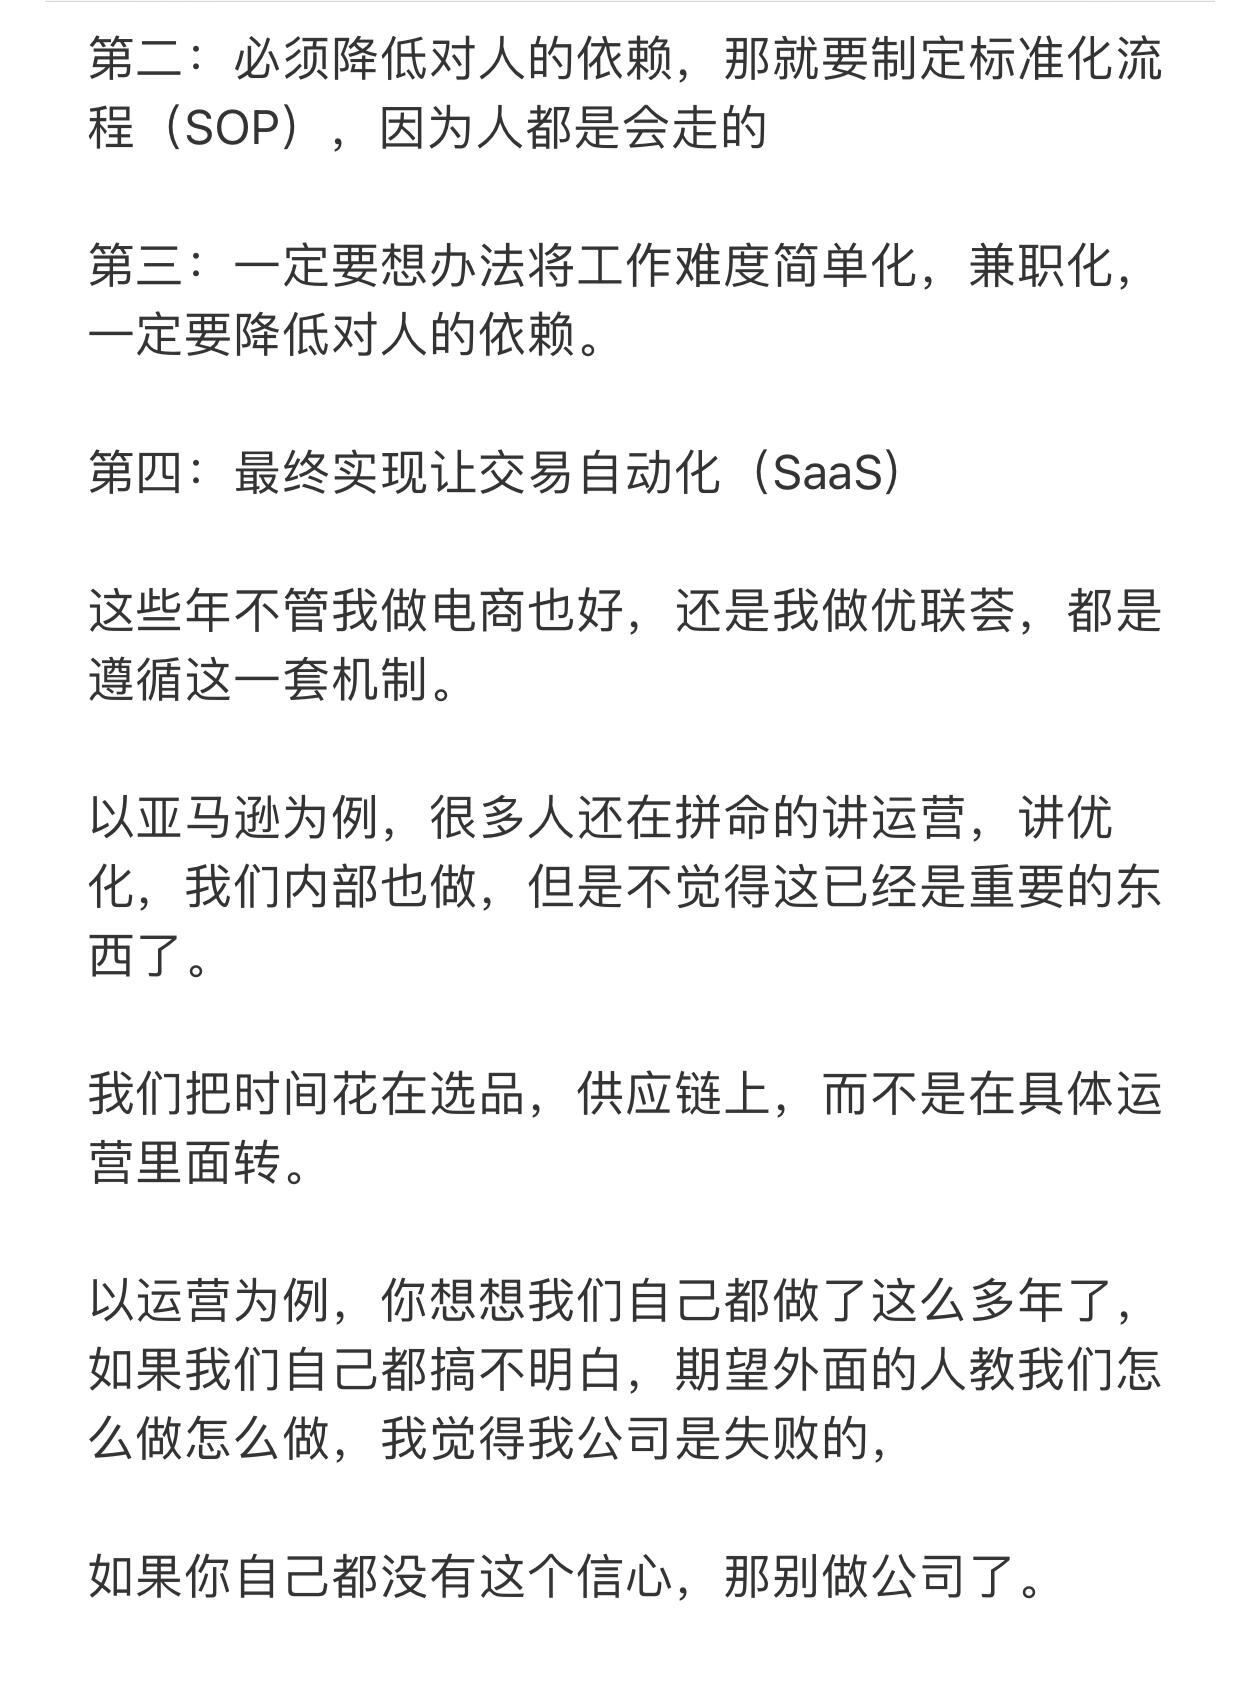 第二：必须降低对人的依赖，那就要制定标准化流
程（SOP），因为人都是会走的
第三：一定要想办法将工作难度简单化，兼职化，
一定要降低对人的依赖。
第四：最终实现让交易自动化（SaaS）
这些年不管我做电商也好，还是我做优联荟，都是
遵循这一套机制。
以亚马逊为例，很多人还在拼命的讲运营，讲优
化，我们内部也做，但是不觉得这已经是重要的东
西了。
我们把时间花在选品，供应链上，而不是在具体运
营里面转。
以运营为例，你想想我们自己都做了这么多年了，
如果我们自己都搞不明白，期望外面的人教我们怎
么做怎么做，我觉得我公司是失败的，
如果你自己都没有这个信心，那别做公司了。